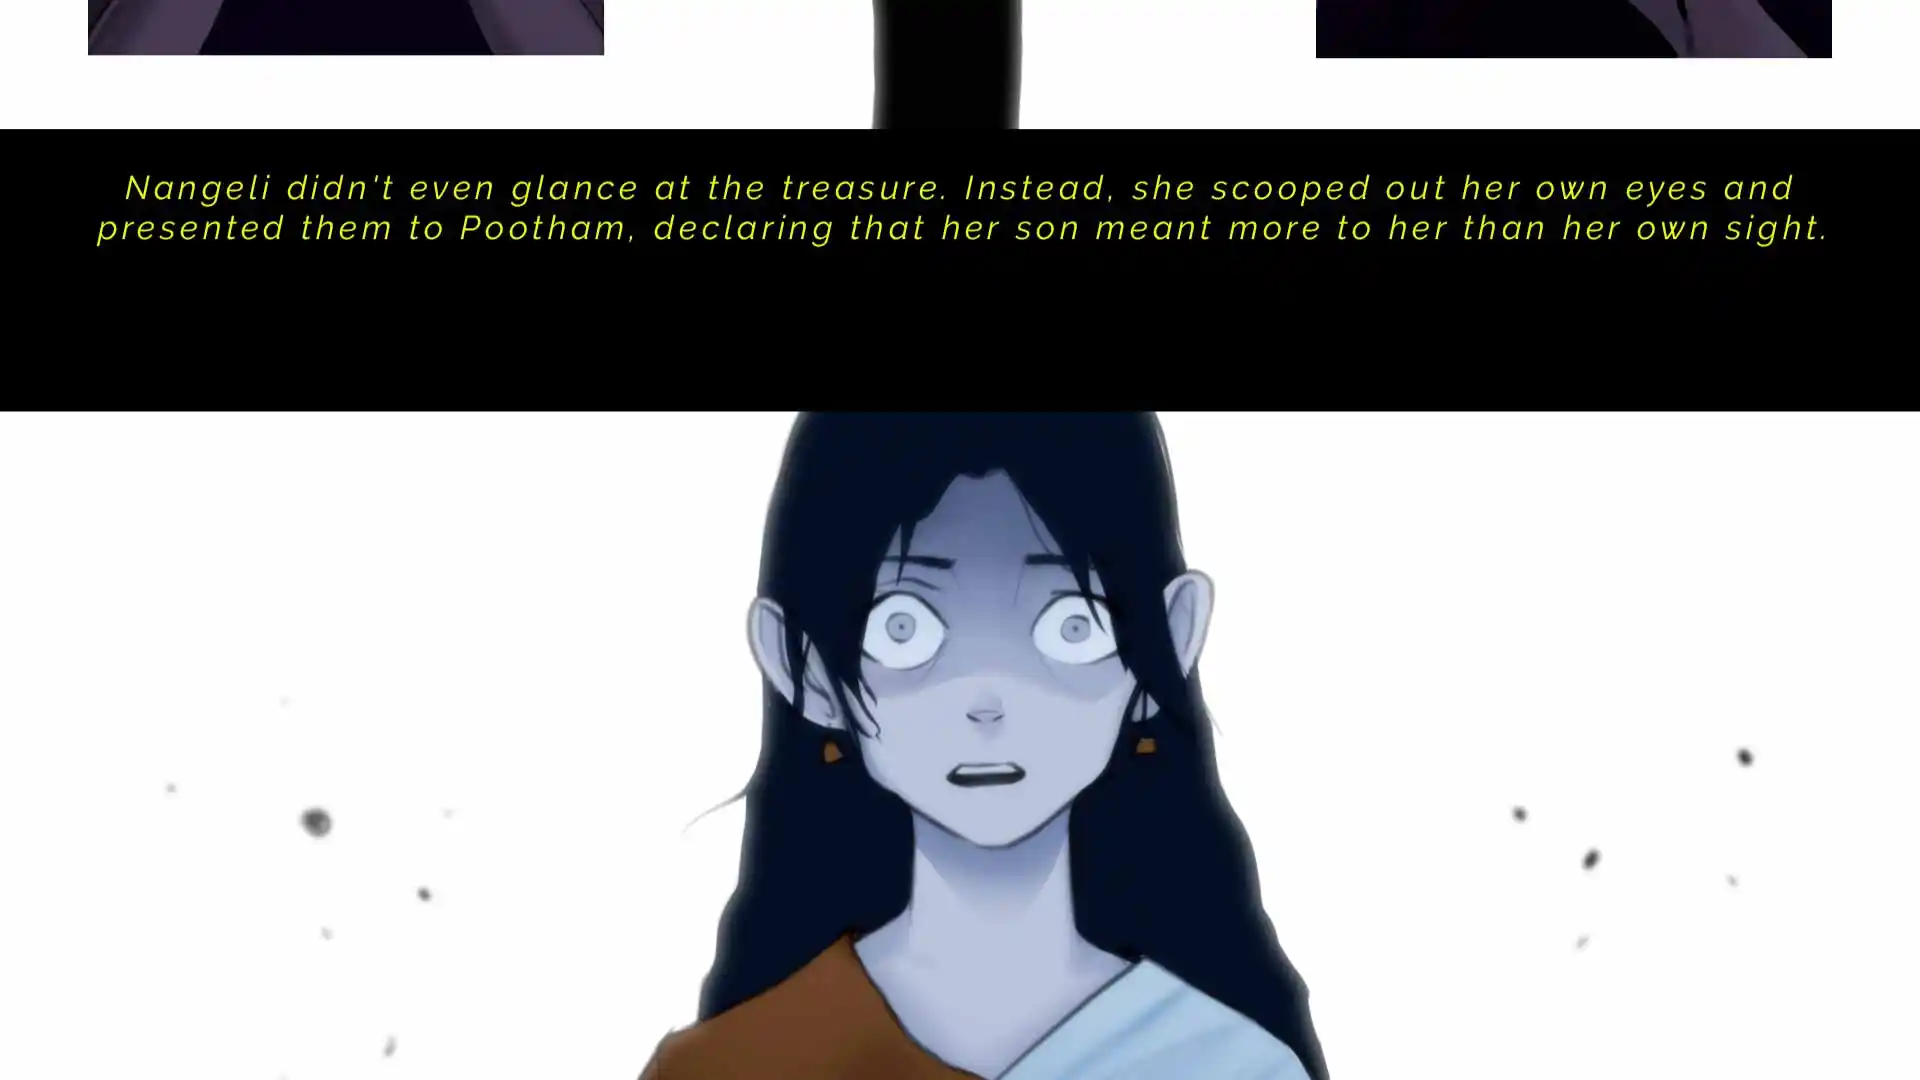 Nangeli didn't even glance at the treasure. Instead, she scooped out her own eyes and
presented them to Pootham, declaring that her son meant more to her than her own sight.